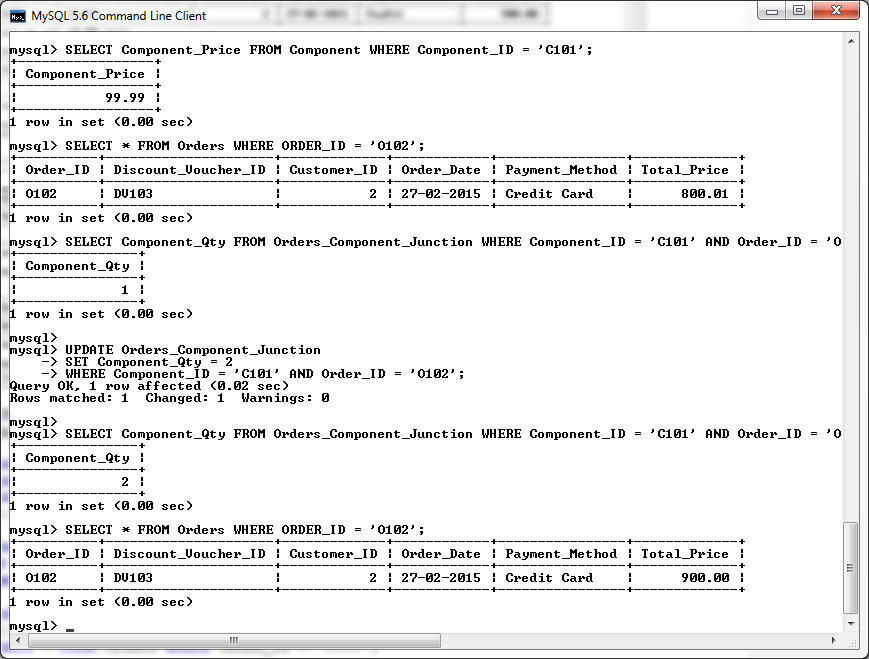 MySQL 5.6 Command Line Client
mysql> SELECT Component_Price FROM Component WHERE Component_ID = 'C101';
+-----------------+
| Component_Price |
+-----------------+
|           99.99 |
+-----------------+
1 row in set (0.00 sec)
mysql> SELECT * FROM Orders WHERE ORDER_ID = 'O102';
+----------+---------------------+-------------+------------+----------------+-------------+
| Order_ID | Discount_Voucher_ID | Customer_ID | Order_Date | Payment_Method | Total_Price |
+----------+---------------------+-------------+------------+----------------+-------------+
| O102     | DV103               |           2 | 27-02-2015 | Credit Card    |      800.01 |
+----------+---------------------+-------------+------------+----------------+-------------+
1 row in set (0.00 sec)
mysql> SELECT Component_Qty FROM Orders_Component_Junction WHERE Component_ID = 'C101' AND Order_ID = 'O
+---------------+
| Component_Qty |
+---------------+
|             1 |
+---------------+
1 row in set (0.00 sec)
mysql>
mysql> UPDATE Orders_Component_Junction
    -> SET Component_Qty = 2
    -> WHERE Component_ID = 'C101' AND Order_ID = 'O102';
Query OK, 1 row affected (0.02 sec)
Rows matched: 1  Changed: 1  Warnings: 0
mysql>
mysql> SELECT Component_Qty FROM Orders_Component_Junction WHERE Component_ID = 'C101' AND Order_ID = 'O
+---------------+
| Component_Qty |
+---------------+
|             2 |
+---------------+
1 row in set (0.00 sec)
mysql> SELECT * FROM Orders WHERE ORDER_ID = 'O102';
+----------+---------------------+-------------+------------+----------------+-------------+
| Order_ID | Discount_Voucher_ID | Customer_ID | Order_Date | Payment_Method | Total_Price |
+----------+---------------------+-------------+------------+----------------+-------------+
| O102     | DV103               |           2 | 27-02-2015 | Credit Card    |      900.00 |
+----------+---------------------+-------------+------------+----------------+-------------+
1 row in set (0.00 sec)
mysql> _